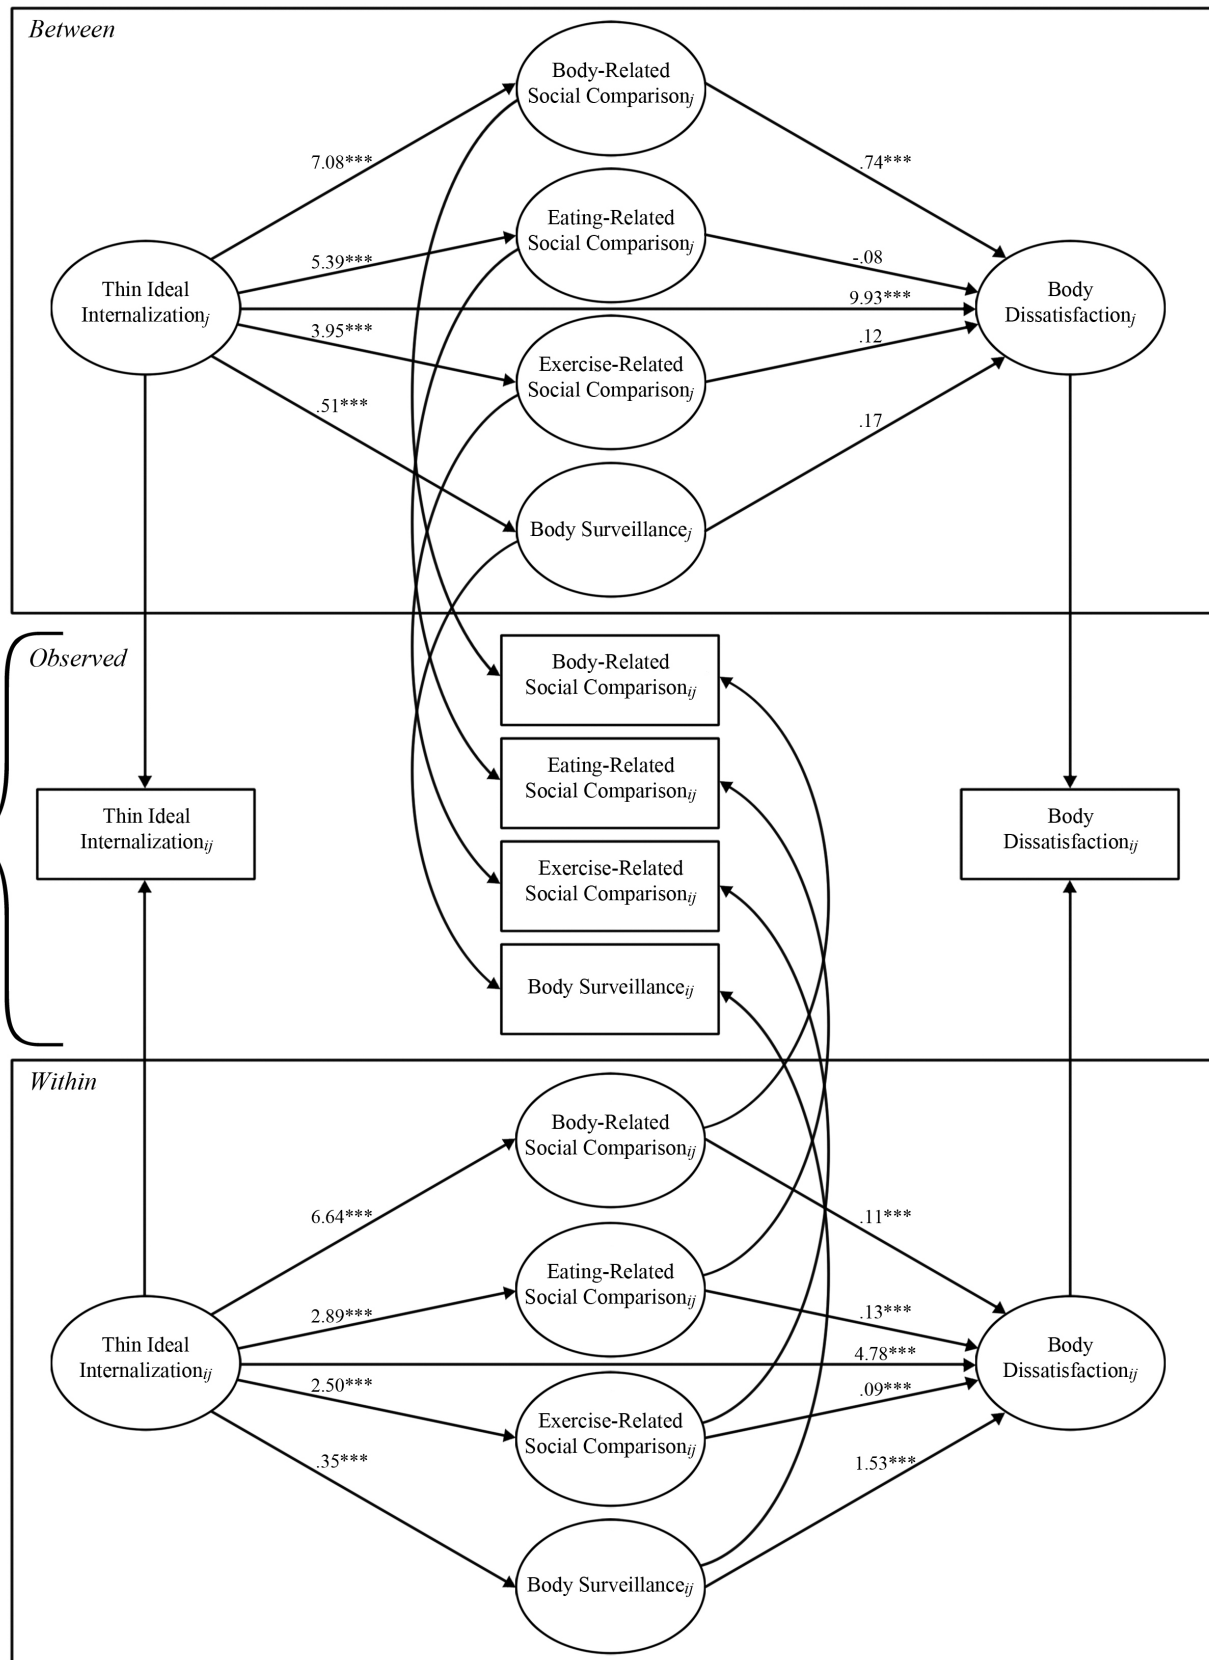 Between
Body-Related
Social Comparisonj
7.08***
.74***
Eating-Related
Social Comparisonj
5.39***
-.08
Thin Ideal
Internalizationj
9.93***
Body
Dissatisfactionj
3.95***
.12
Exercise-Related
Social Comparisonj
.51***
.17
Body Surveillancej
Observed
Body-Related
Social Comparisonij
Eating-Related
Social Comparisonij
Thin Ideal
Internalizationij
Body
Dissatisfactionij
Exercise-Related
Social Comparisonij
Body Surveillanceij
Within
Body-Related
Social Comparisonij
6.64***
.11***
Eating-Related
Social Comparisonij
2.89***
.13***
Thin Ideal
Internalizationij
4.78***
Body
Dissatisfactionij
2.50***
.09***
Exercise-Related
Social Comparisonij
.35***
1.53***
Body Surveillanceij